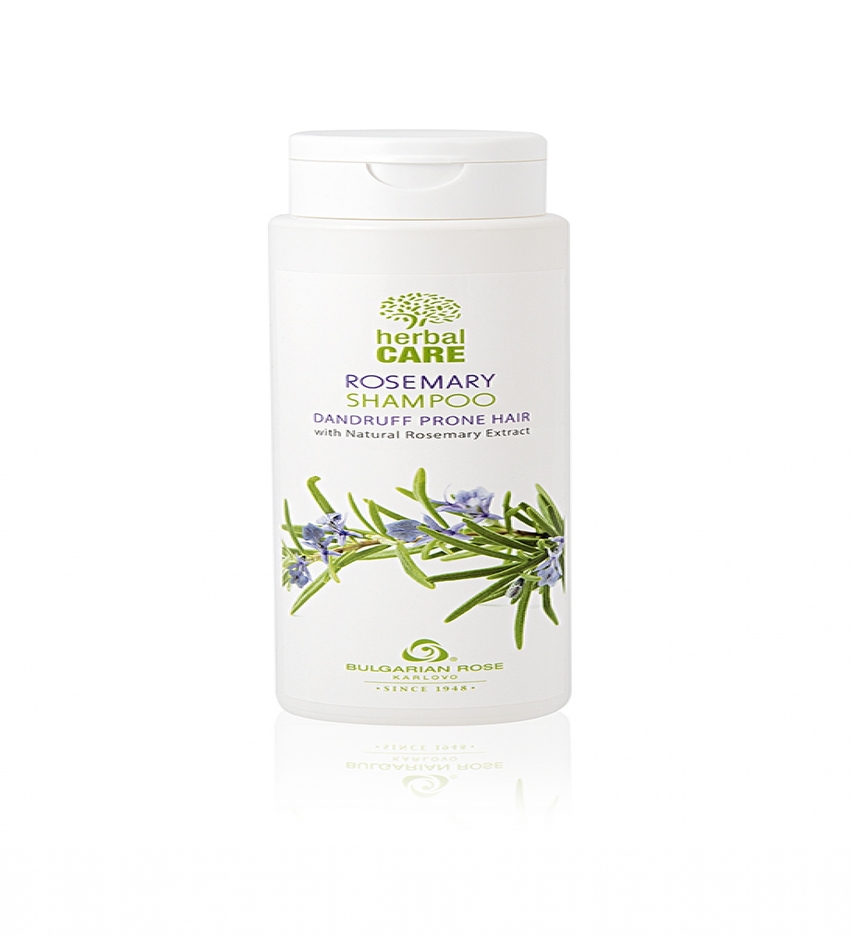 herbal
CARE
ROSEMARY
SHAMPOO
DANDRUFF PRONE HAIR
with Natural Rosemary Extract
BULGARIAN ROSE®
KARLOVO
•SINCE 1948•